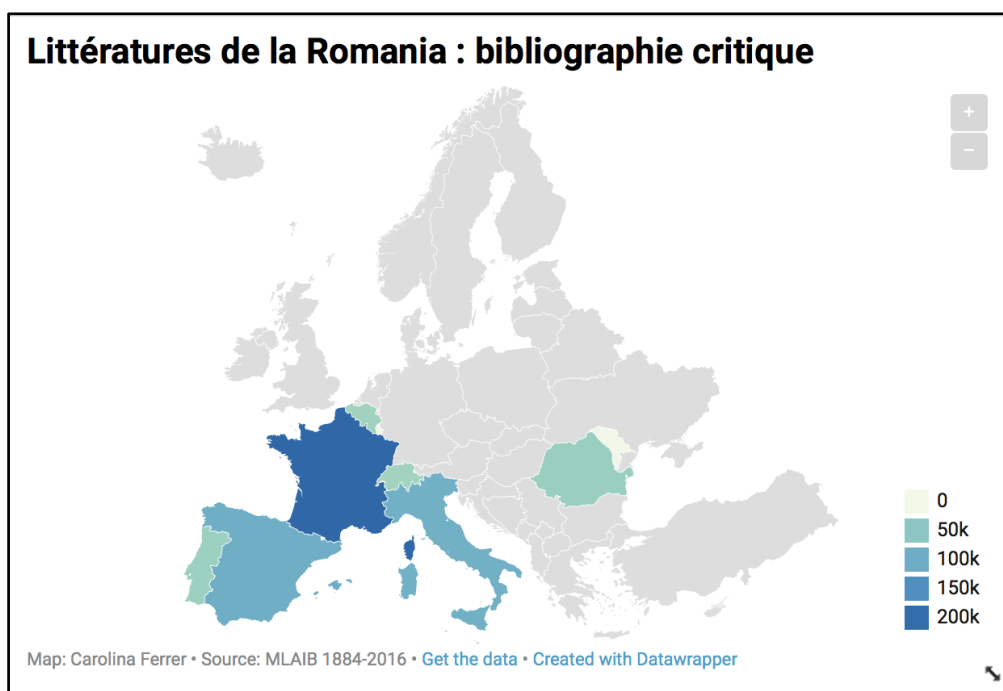 Littératures de la Romania : bibliographie critique
+
−
0
50k
100k
150k
200k
Map: Carolina Ferrer • Source: MLAIB 1884-2016 • Get the data • Created with Datawrapper